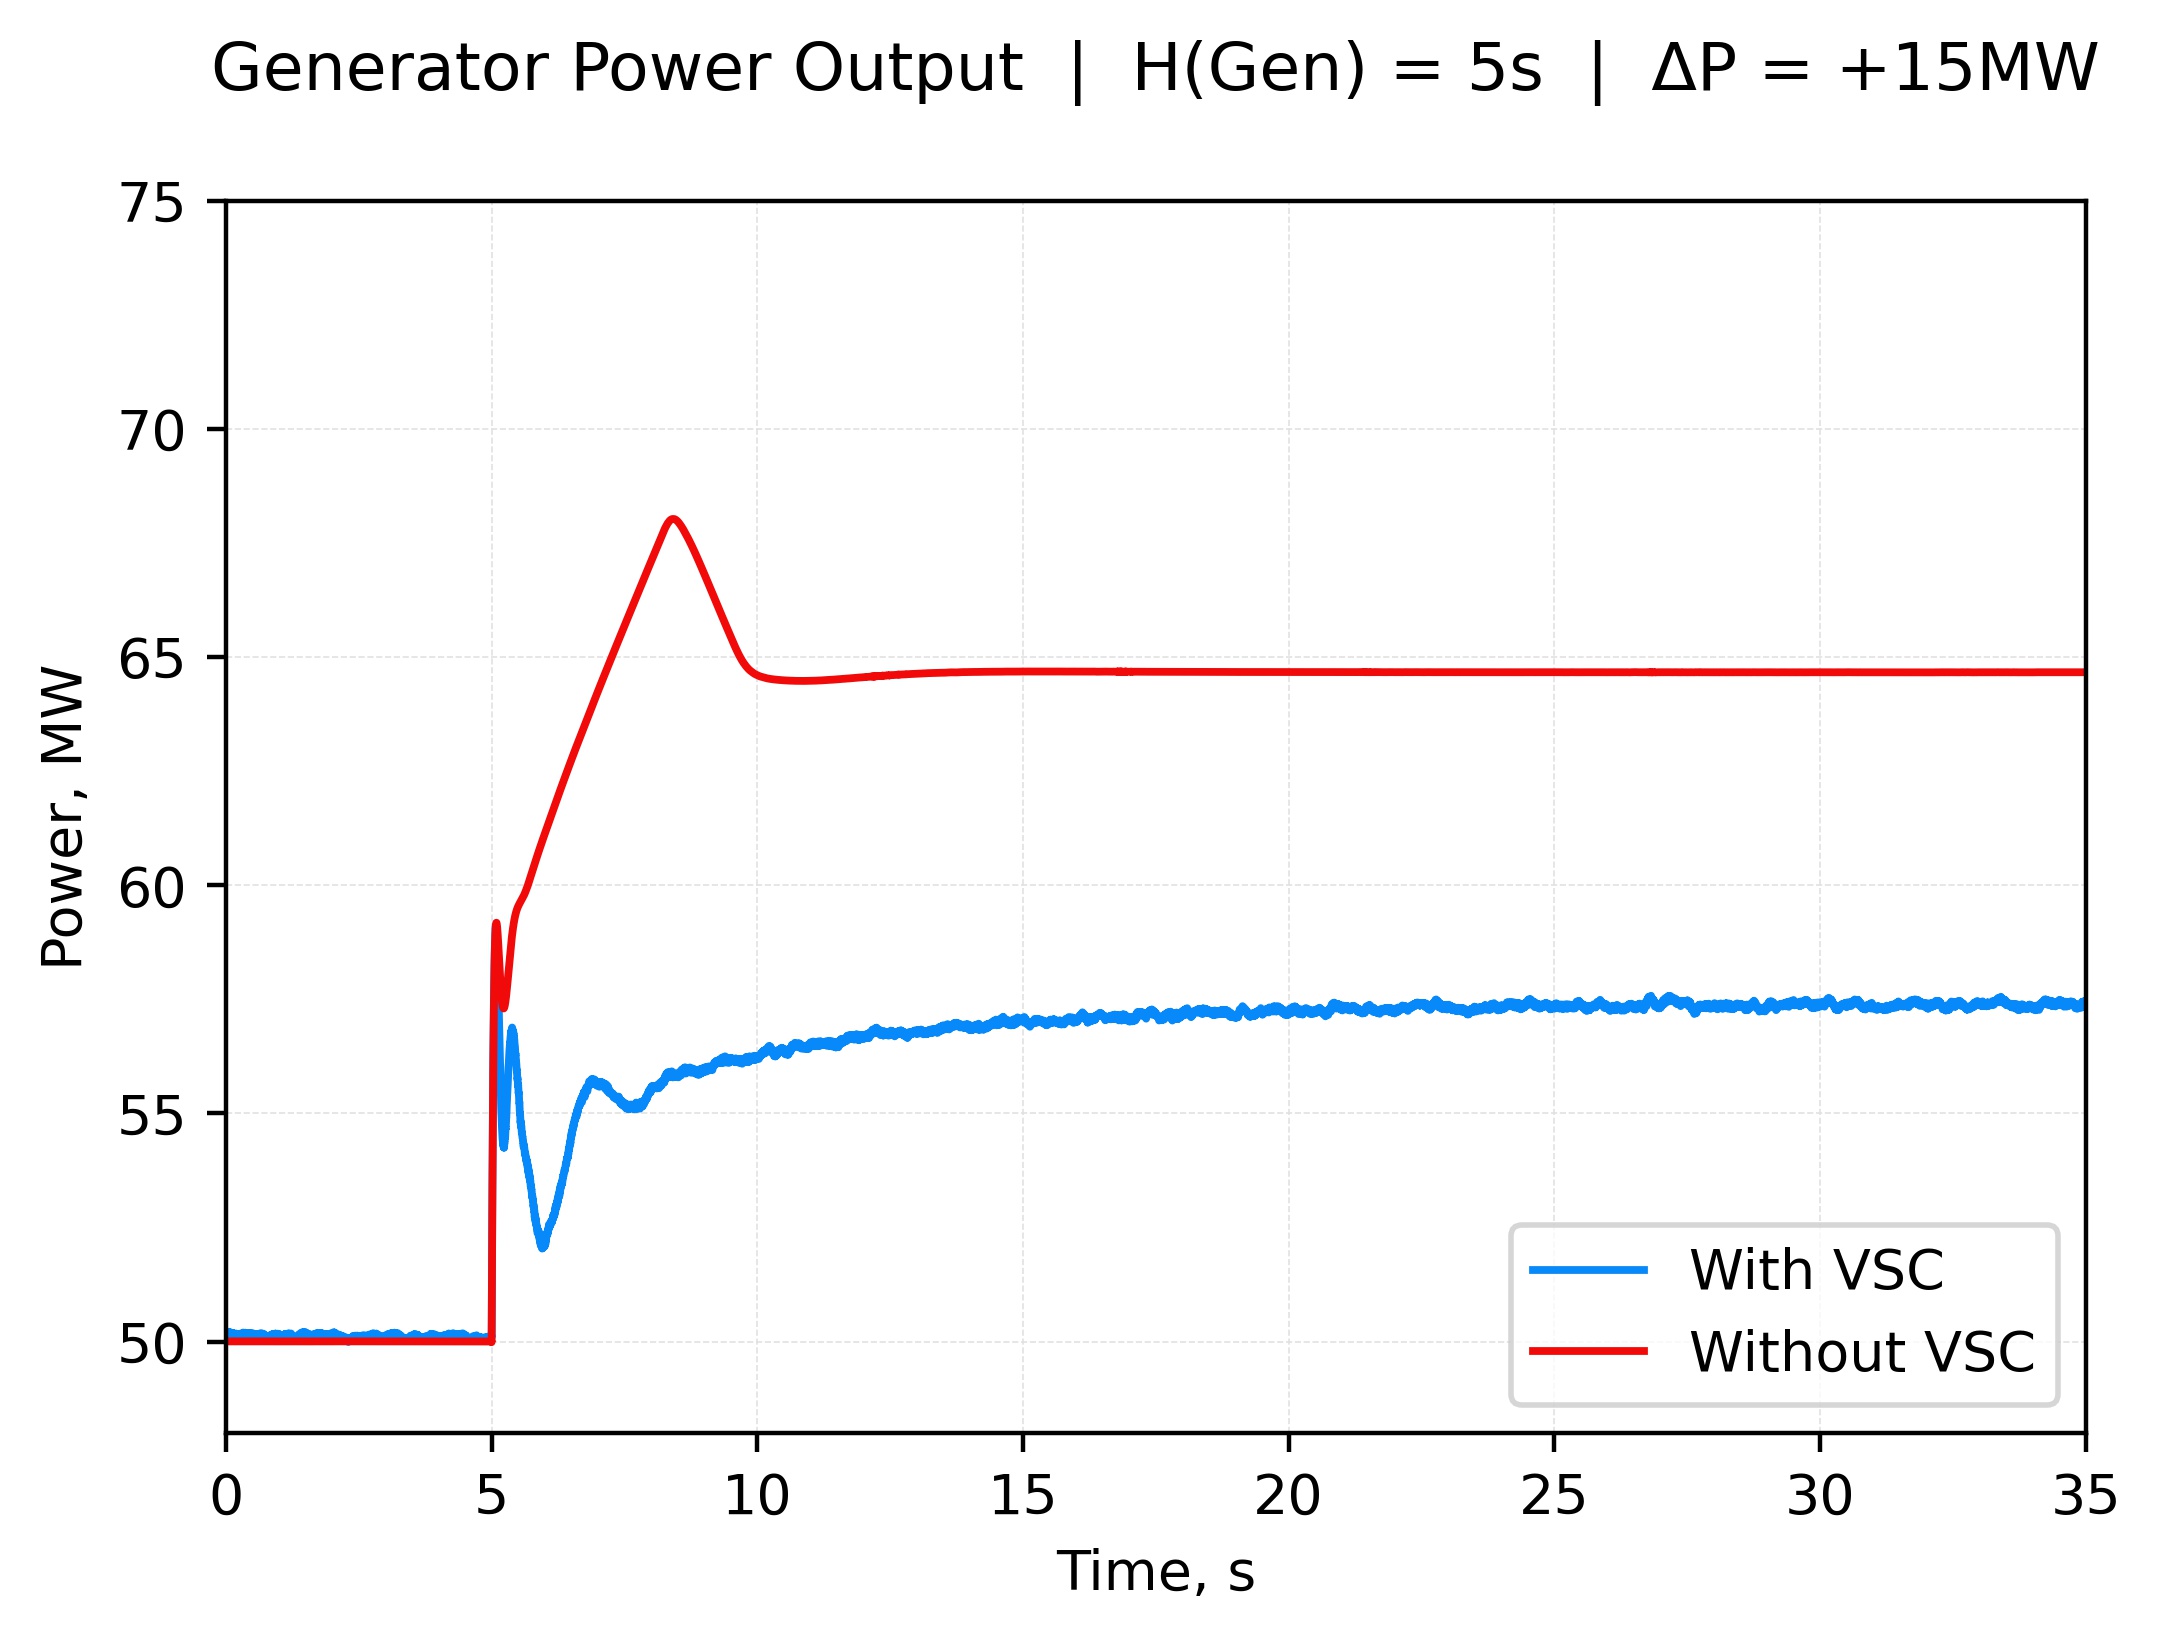 Generator Power Output | H(Gen) = 5s | ΔP = +15MW
75
70
65
60
55
50
Power, MW
With VSC
Without VSC
0 5 10 15 20 25 30 35
Time, s